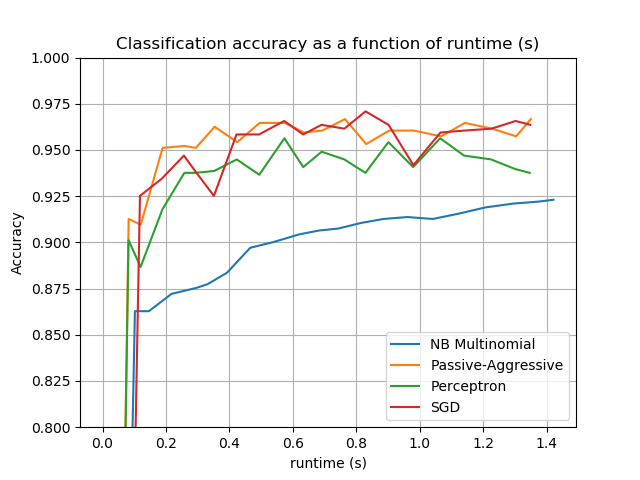 Classification accuracy as a function of runtime (s)
1.000
0.975
0.950
0.925
0.900
0.875
0.850
0.825
0.800
Accuracy
NB Multinomial
Passive-Aggressive
Perceptron
SGD
0.0 0.2 0.4 0.6 0.8 1.0 1.2 1.4
runtime (s)